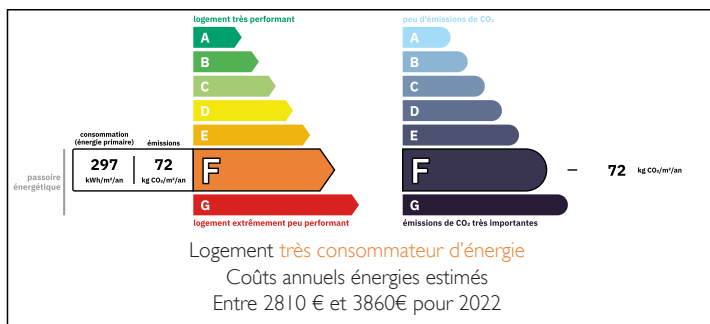 logement très performant
A
B
C
D
E
consommation
(énergie primaire)
émissions
297
kWh/m²/an
72
kg CO₂/m²/an
F
passoire
énergétique
G
logement extrêmement peu performant
peu d'émissions de CO₂
A
B
C
D
E
F
72 kg CO₂/m²/an
G
émissions de CO₂ très importantes
Logement très consommateur d'énergie
Coûts annuels énergies estimés
Entre 2810 € et 3860€ pour 2022